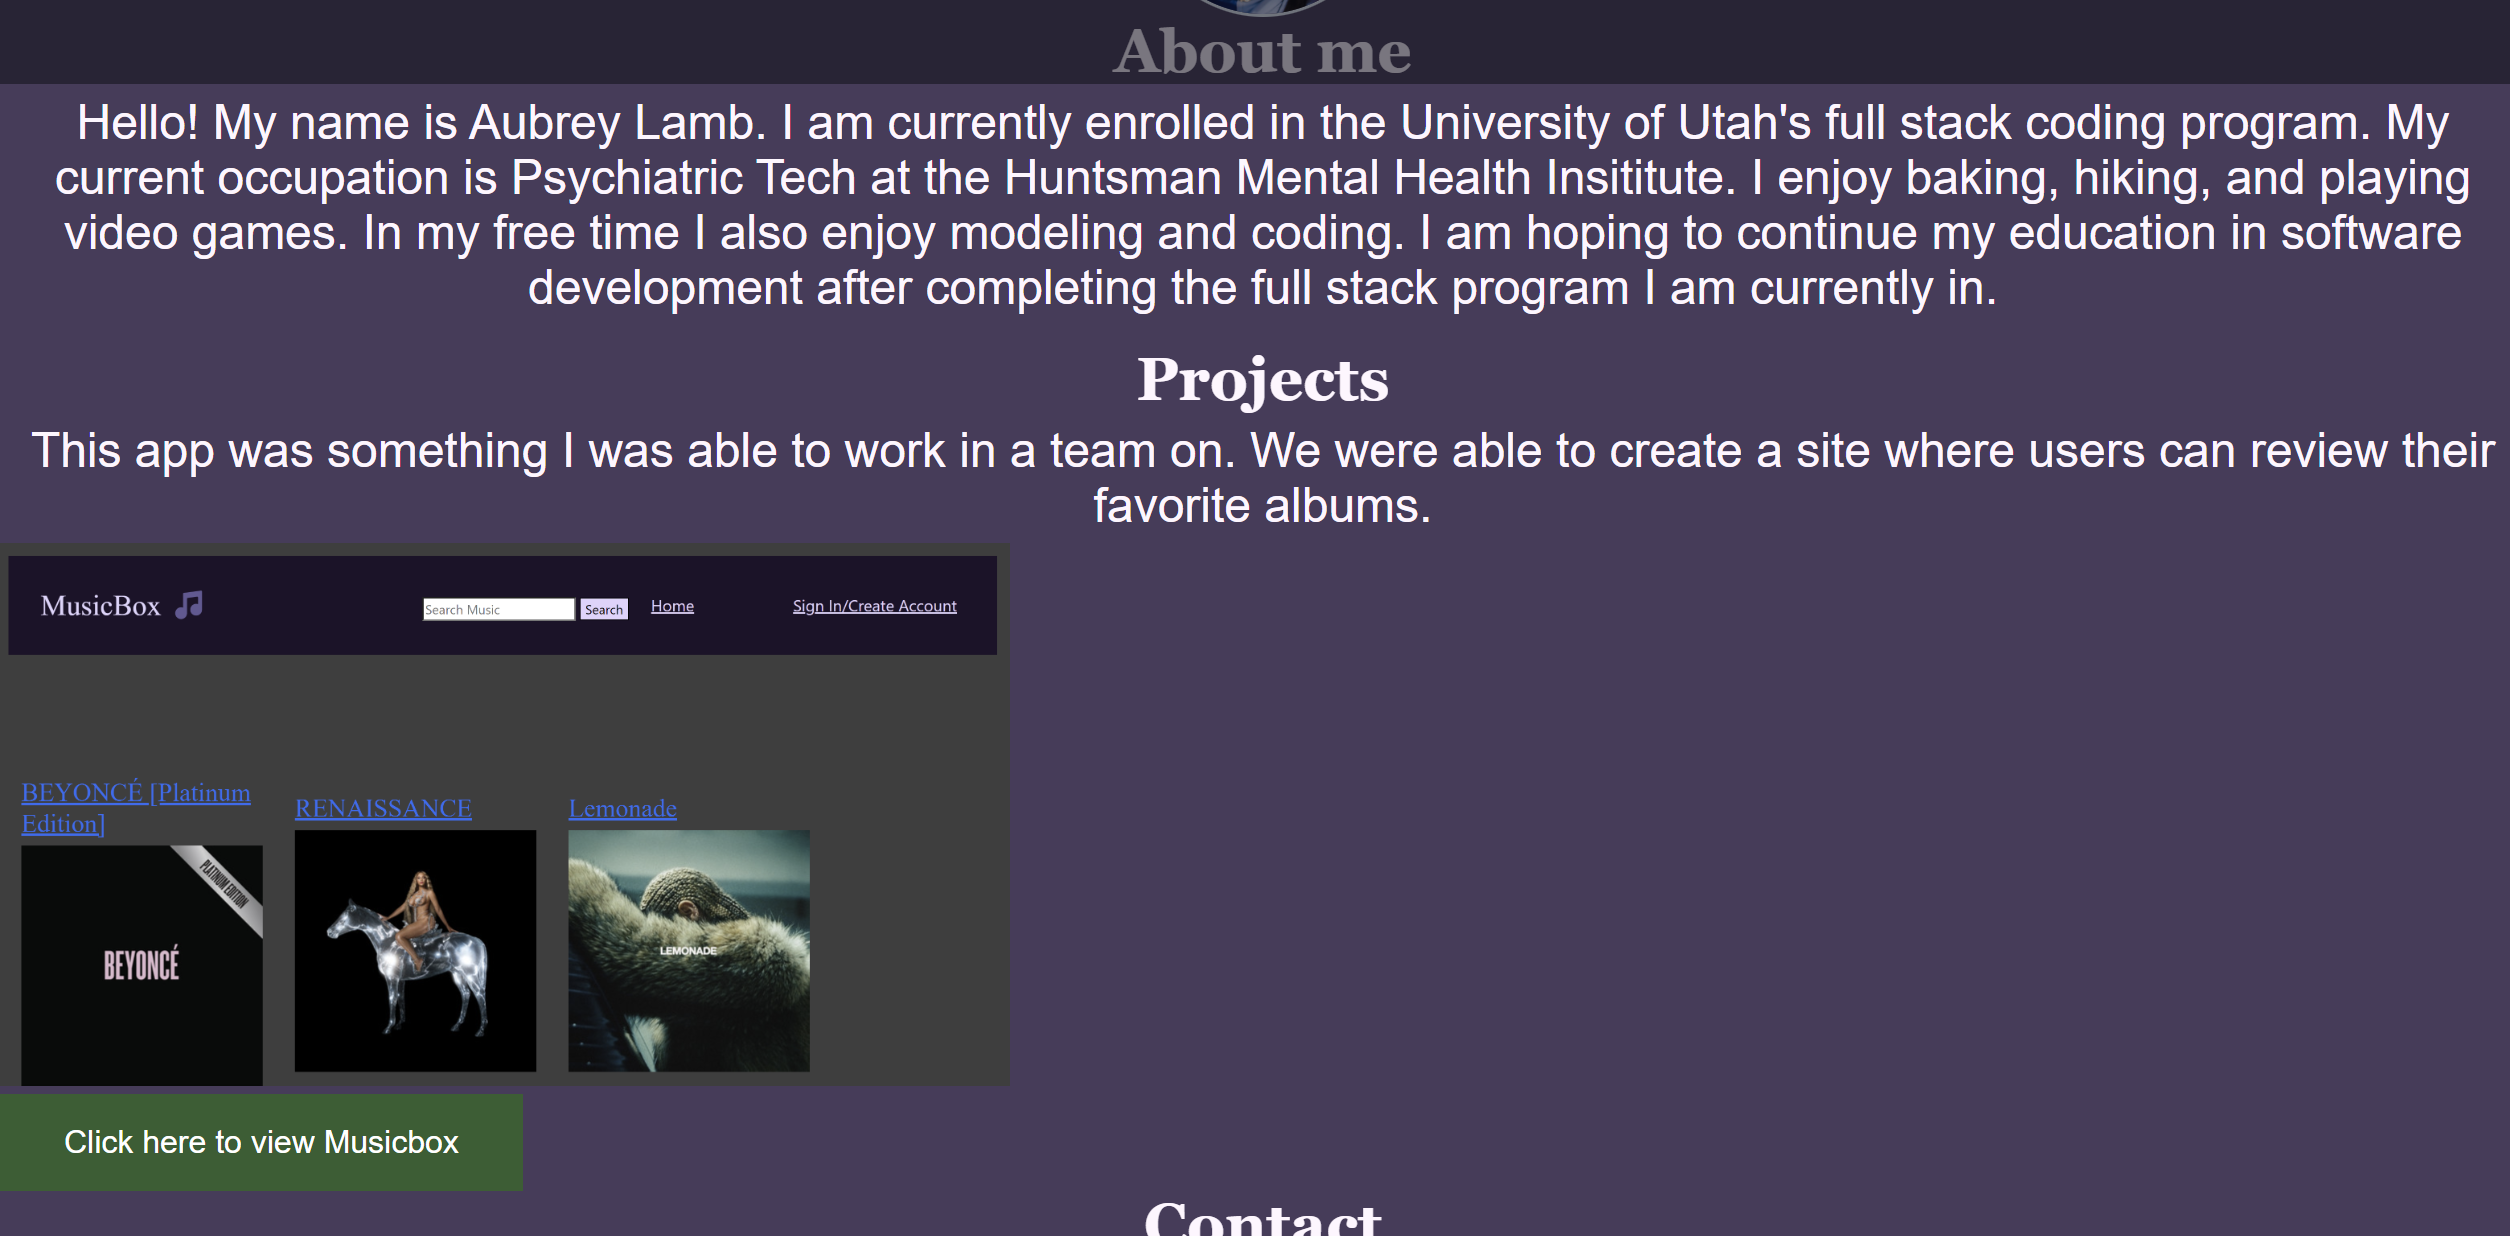 About me
Hello! My name is Aubrey Lamb. I am currently enrolled in the University of Utah's full stack coding program. My
current occupation is Psychiatric Tech at the Huntsman Mental Health Insititute. I enjoy baking, hiking, and playing
video games. In my free time I also enjoy modeling and coding. I am hoping to continue my education in software
development after completing the full stack program I am currently in.
Projects
This app was something I was able to work in a team on. We were able to create a site where users can review their
favorite albums.
MusicBox
Search Music
Search
Home
Sign In/Create Account
BEYONCÉ [Platinum
Edition]
RENAISSANCE
Lemonade
PLATINUM EDITION
BEYONCÉ
LEMONADE
Click here to view Musicbox
Contact